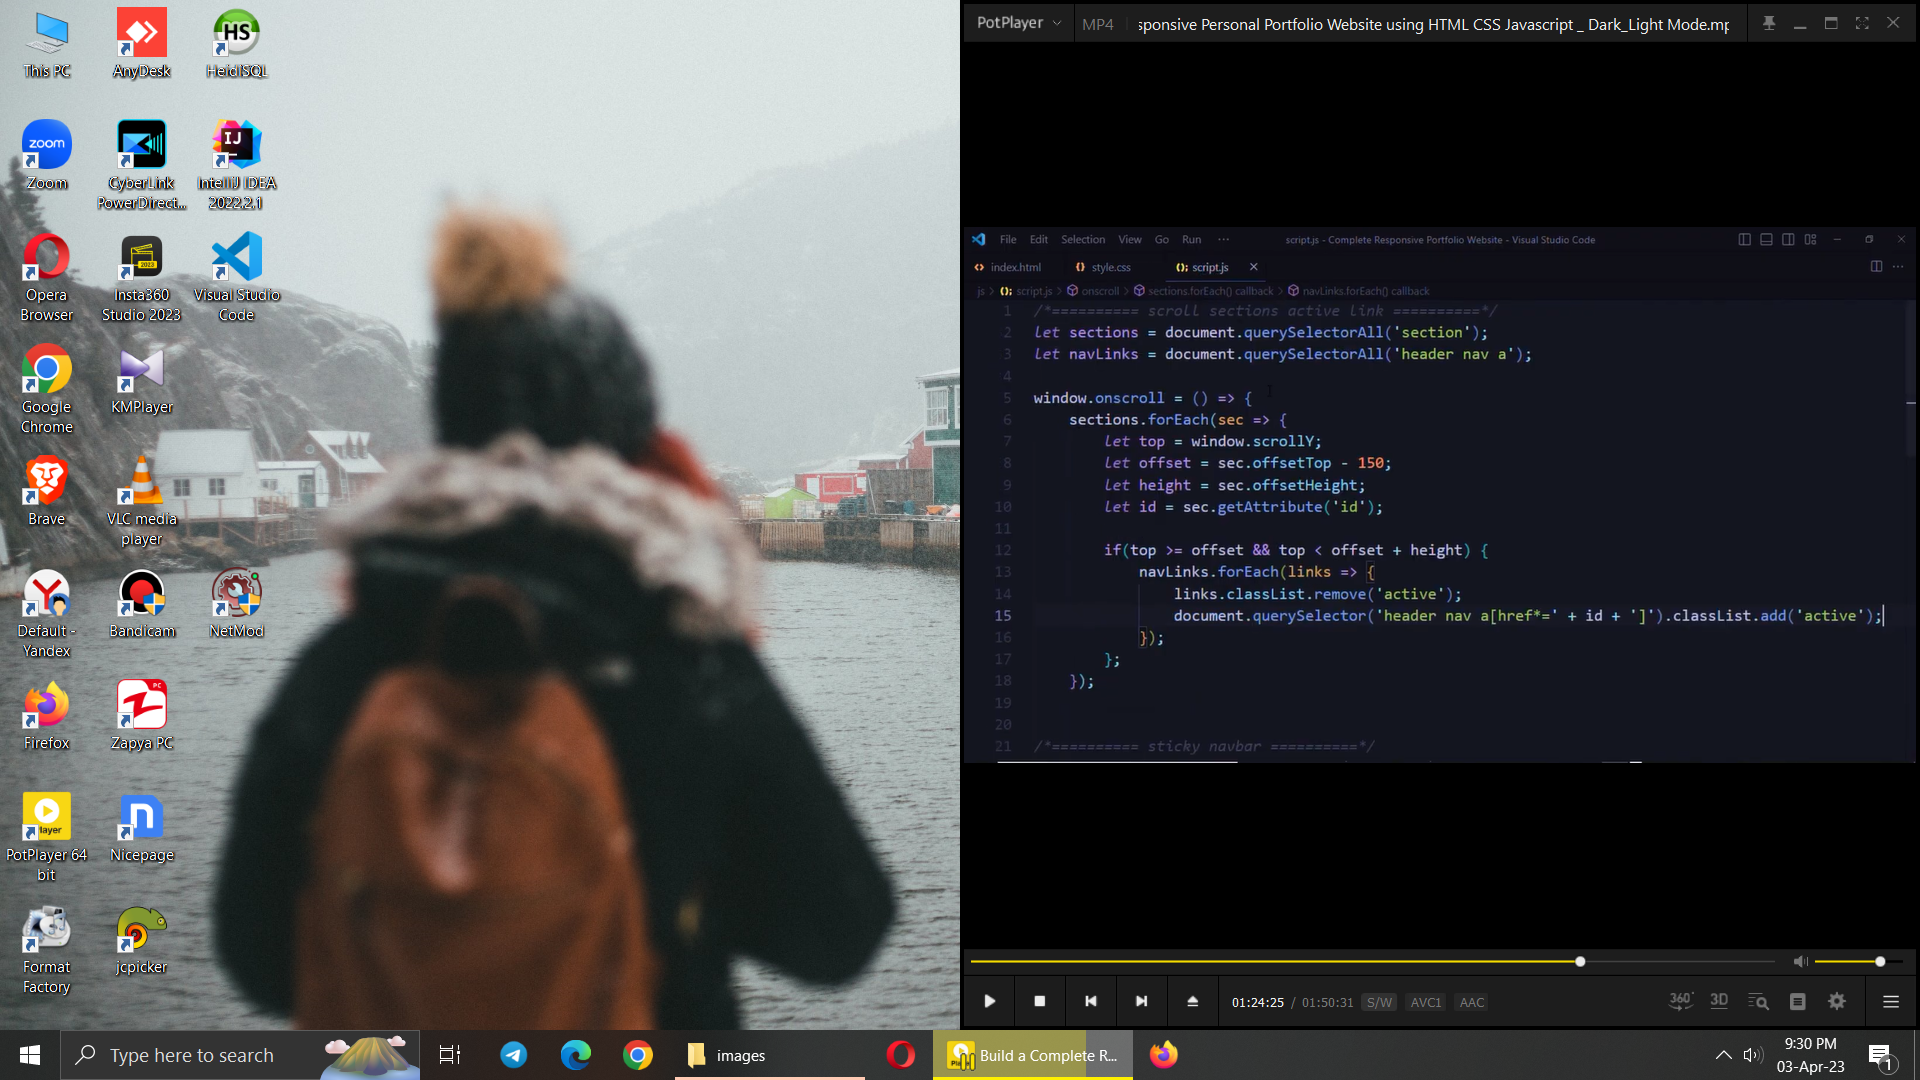 This PC
AnyDesk
HeidiSQL
HS
zoom
Zoom
CyberLink
PowerDirect...
IJ
IntelliJ IDEA
2022.2.1
Opera
Browser
2023
Insta360
Studio 2023
Visual Studio
Code
Google
Chrome
KMPlayer
Brave
VLC media
player
Default -
Yandex
Bandicam
NetMod
Firefox
PC
Zapya PC
PotPlayer 64
bit
Nicepage
Format
Factory
jcpicker
PotPlayer
MP4
sponsive Personal Portfolio Website using HTML CSS Javascript _ Dark_Light Mode.mp
File Edit Selection View Go Run ···
script.js - Complete Responsive Portfolio Website - Visual Studio Code
index.html
style.css
script.js
js > script.js > onscroll > sections.forEach() callback > navLinks.forEach() callback
1 /*========== scroll sections active link ==========*/
2 let sections = document.querySelectorAll('section');
3 let navLinks = document.querySelectorAll('header nav a');
4
5 window.onscroll = () => {
6 sections.forEach(sec => {
7 let top = window.scrollY;
8 let offset = sec.offsetTop - 150;
9 let height = sec.offsetHeight;
10 let id = sec.getAttribute('id');
11
12 if(top >= offset && top < offset + height) {
13 navLinks.forEach(links => {
14 links.classList.remove('active');
15 document.querySelector('header nav a[href*=' + id + ']').classList.add('active');
16 });
17 };
18 });
19
20
21 /*========== sticky navbar ==========*/
01:24:25 / 01:50:31 S/W AVC1 AAC
360° 3D
Type here to search
images
Build a Complete R...
9:30 PM
03-Apr-23
1